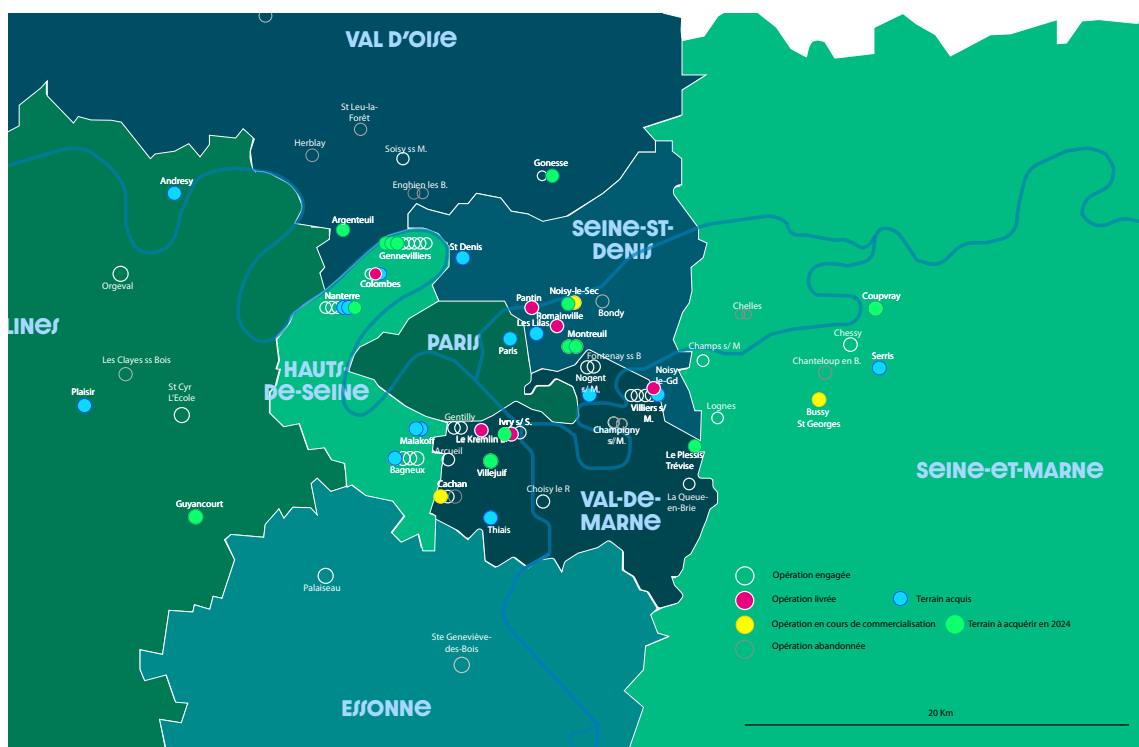 VAL D'OISE
St Leu-la-
Forêt
Herblay
Soisy ss M.
Gonesse
Andresy
Enghien les B.
Argenteuil
SEINE-ST-
DENIS
St Denis
Gennevilliers
Orgeval
Colombes
Nanterre
Pantin
Noisy-le-Sec
Bondy
Romainville
Les Lilas
Chelles
Coupvray
LINES
PARIS
Paris
Montreuil
Chessy
Champs s/ M
Les Clayes ss Bois
Fontenay ss B
Chanteloup en B.
Serris
HAUTS-
DE-SEINE
Nogent
s/ M.
Noisy-
le-Gd
Plaisir
St Cyr
L'Ecole
Villiers s/
M.
Bussy
St Georges
Lognes
Gentilly
Ivry s/ S.
Le Kremlin B.
Champigny
s/ M.
Malakoff
Arcueil
Bagneux
Villejuif
Le Plessis
Trévise
SEINE-ET-MARNE
Cachan
Choisy le R
VAL-DE-
MARNE
La Queue-
en-Brie
Guyancourt
Thiais
Palaiseau
Opération engagée
Opération livrée
Terrain acquis
Opération en cours de commercialisation
Terrain à acquérir en 2024
Opération abandonnée
Ste Geneviève-
des-Bois
ESSONNE
20 Km